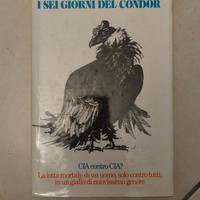 I SEI GIORNI DEL CONDOR
CIA contro CIA?
La lotta mortale di un uomo, solo contro tutti,
in un giallo di nuovissimo genere